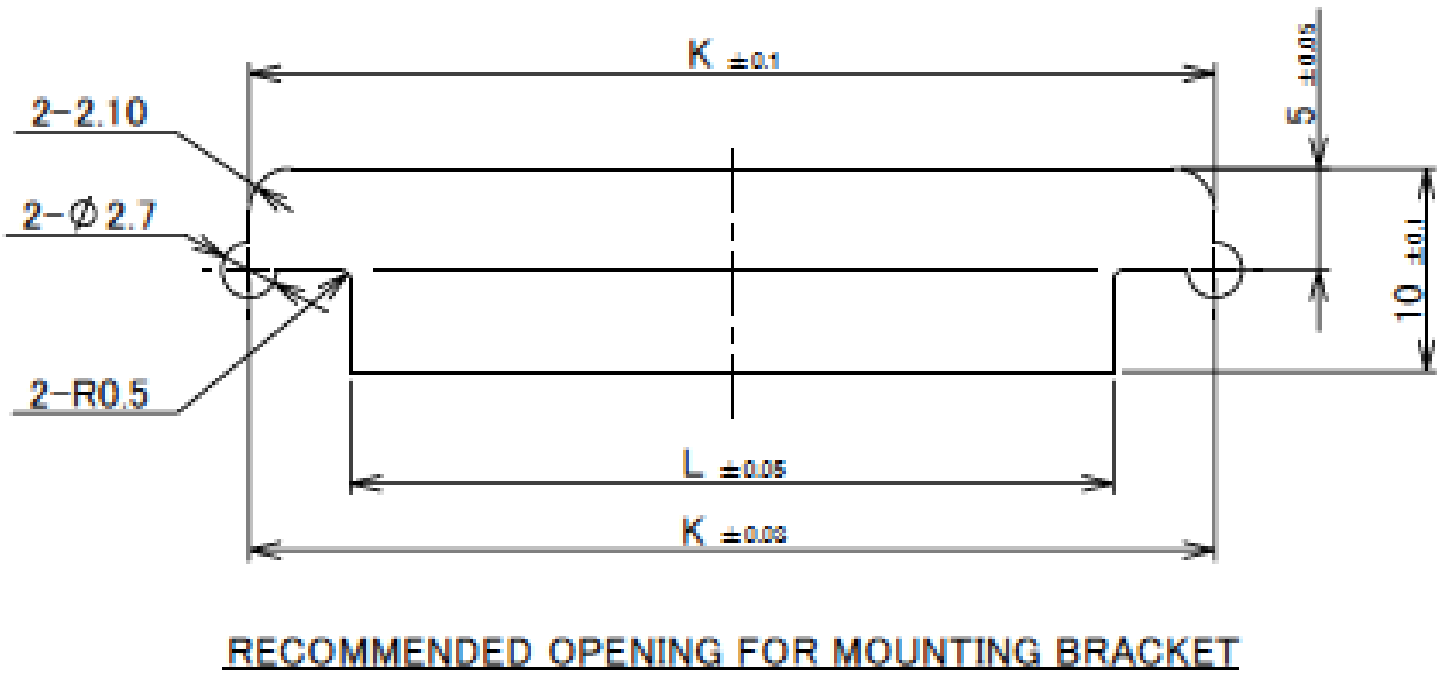 K ±0.1
5 ±0.05
2-2.10
2-Ø2.7
10 ±0.1
2-R0.5
L ±0.05
K ±0.03
RECOMMENDED OPENING FOR MOUNTING BRACKET